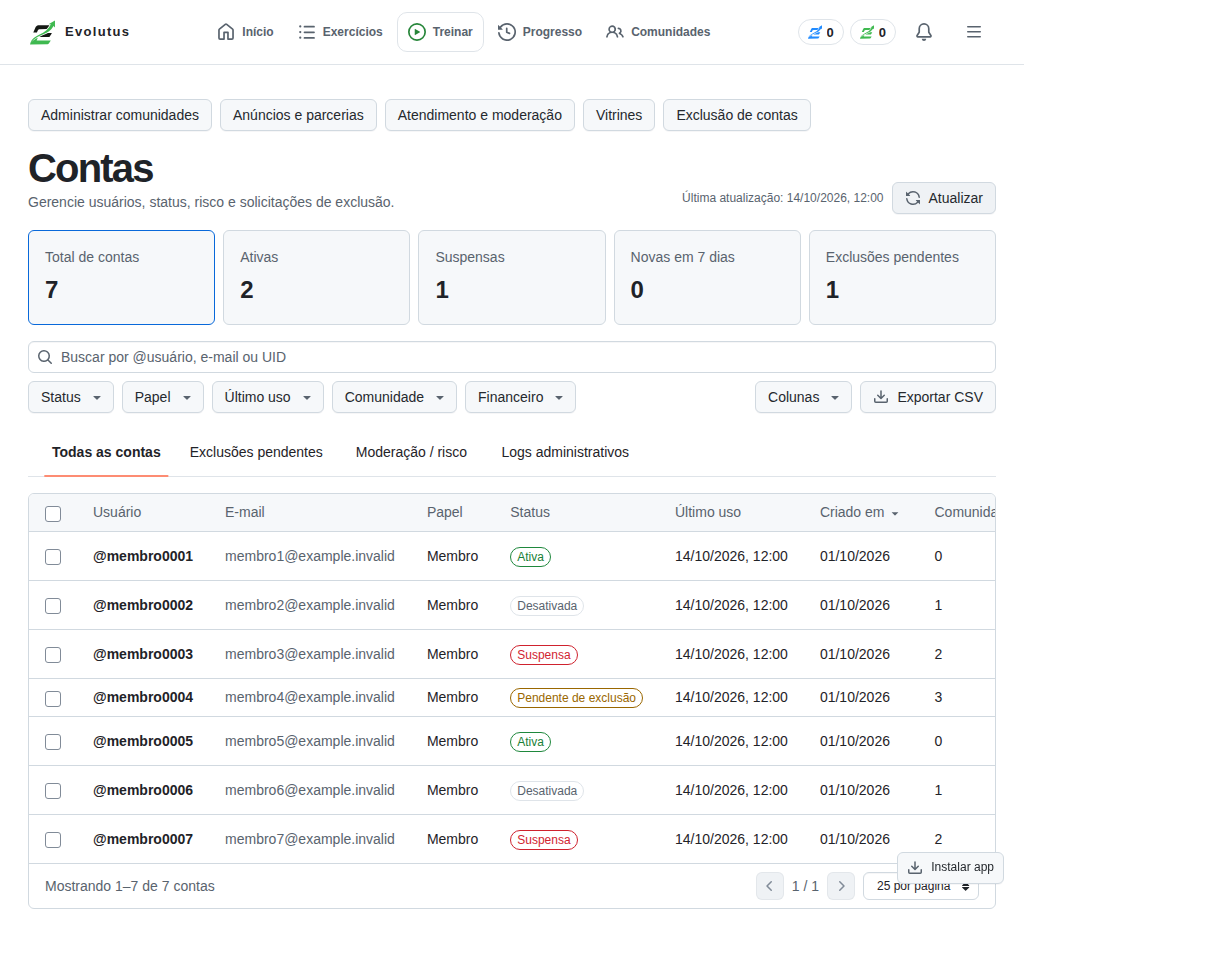 Evolutus Início Exercícios Treinar Progresso Comunidades 0 0
Administrar comunidades Anúncios e parcerias Atendimento e moderação Vitrines Exclusão de contas
Contas
Gerencie usuários, status, risco e solicitações de exclusão.
Última atualização: 14/10/2026, 12:00 Atualizar
Total de contas Ativas Suspensas Novas em 7 dias Exclusões pendentes
7 2 1 0 1
Buscar por @usuário, e-mail ou UID
Status Papel Último uso Comunidade Financeiro Colunas Exportar CSV
Todas as contas Exclusões pendentes Moderação / risco Logs administrativos
Usuário E-mail Papel Status Último uso Criado em Comunida
@membro0001 membro1@example.invalid Membro Ativa 14/10/2026, 12:00 01/10/2026 0
@membro0002 membro2@example.invalid Membro Desativada 14/10/2026, 12:00 01/10/2026 1
@membro0003 membro3@example.invalid Membro Suspensa 14/10/2026, 12:00 01/10/2026 2
@membro0004 membro4@example.invalid Membro Pendente de exclusão 14/10/2026, 12:00 01/10/2026 3
@membro0005 membro5@example.invalid Membro Ativa 14/10/2026, 12:00 01/10/2026 0
@membro0006 membro6@example.invalid Membro Desativada 14/10/2026, 12:00 01/10/2026 1
@membro0007 membro7@example.invalid Membro Suspensa 14/10/2026, 12:00 01/10/2026 2
Instalar app
Mostrando 1–7 de 7 contas 1 / 1 25 por página